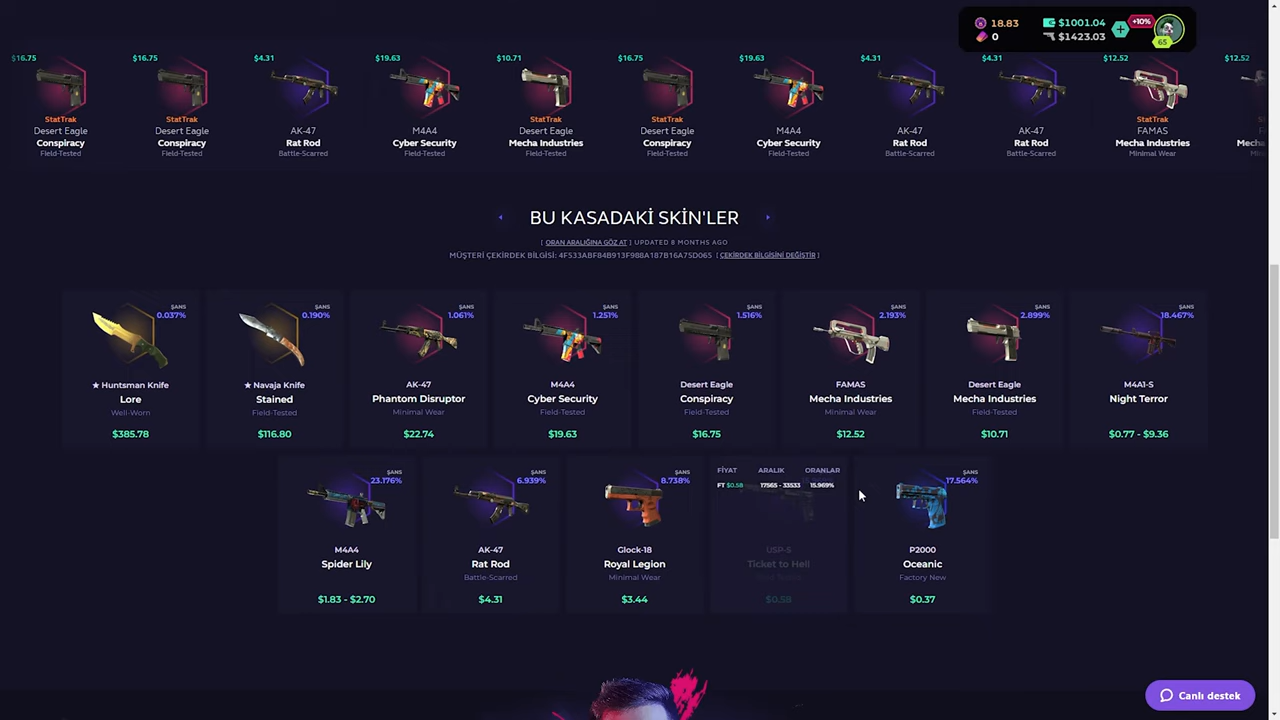 18.83
$1001.04
+10%
0
$1423.03
65
$16.75
$16.75
$4.31
$19.63
$10.71
$16.75
$19.63
$4.31
$4.31
$12.52
$12.52
StatTrak
Desert Eagle
Conspiracy
Field-Tested
StatTrak
Desert Eagle
Conspiracy
Field-Tested
AK-47
Rat Rod
Battle-Scarred
M4A4
Cyber Security
Field-Tested
StatTrak
Desert Eagle
Mecha Industries
Field-Tested
StatTrak
Desert Eagle
Conspiracy
Field-Tested
M4A4
Cyber Security
Field-Tested
AK-47
Rat Rod
Battle-Scarred
AK-47
Rat Rod
Battle-Scarred
StatTrak
FAMAS
Mecha Industries
Minimal Wear
BU KASADAKİ SKİN'LER
[ ORAN ARALIĞINA GÖZ AT ] UPDATED 8 MONTHS AGO
MÜŞTERİ ÇEKİRDEK BİLGİSİ: 4F533ABF84B913F988A187B16A75D065 [ ÇEKİRDEK BİLGİSİNİ DEĞİŞTİR ]
ŞANS
0.037%
★ Huntsman Knife
Lore
Well-Worn
$385.78
ŞANS
0.190%
★ Navaja Knife
Stained
Field-Tested
$116.80
ŞANS
1.061%
AK-47
Phantom Disruptor
Minimal Wear
$22.74
ŞANS
1.251%
M4A4
Cyber Security
Field-Tested
$19.63
ŞANS
1.516%
Desert Eagle
Conspiracy
Field-Tested
$16.75
ŞANS
2.193%
FAMAS
Mecha Industries
Minimal Wear
$12.52
ŞANS
2.899%
Desert Eagle
Mecha Industries
Field-Tested
$10.71
ŞANS
18.467%
M4A1-S
Night Terror
$0.77 - $9.36
ŞANS
23.176%
M4A4
Spider Lily
$1.83 - $2.70
ŞANS
6.939%
AK-47
Rat Rod
Battle-Scarred
$4.31
ŞANS
8.738%
Glock-18
Royal Legion
Minimal Wear
$3.44
FİYAT ARALIK ORANLAR
FT $0.58 17565 - 33533 15.969%
USP-S
Ticket to Hell
$0.58
ŞANS
17.564%
P2000
Oceanic
Factory New
$0.37
Canlı destek